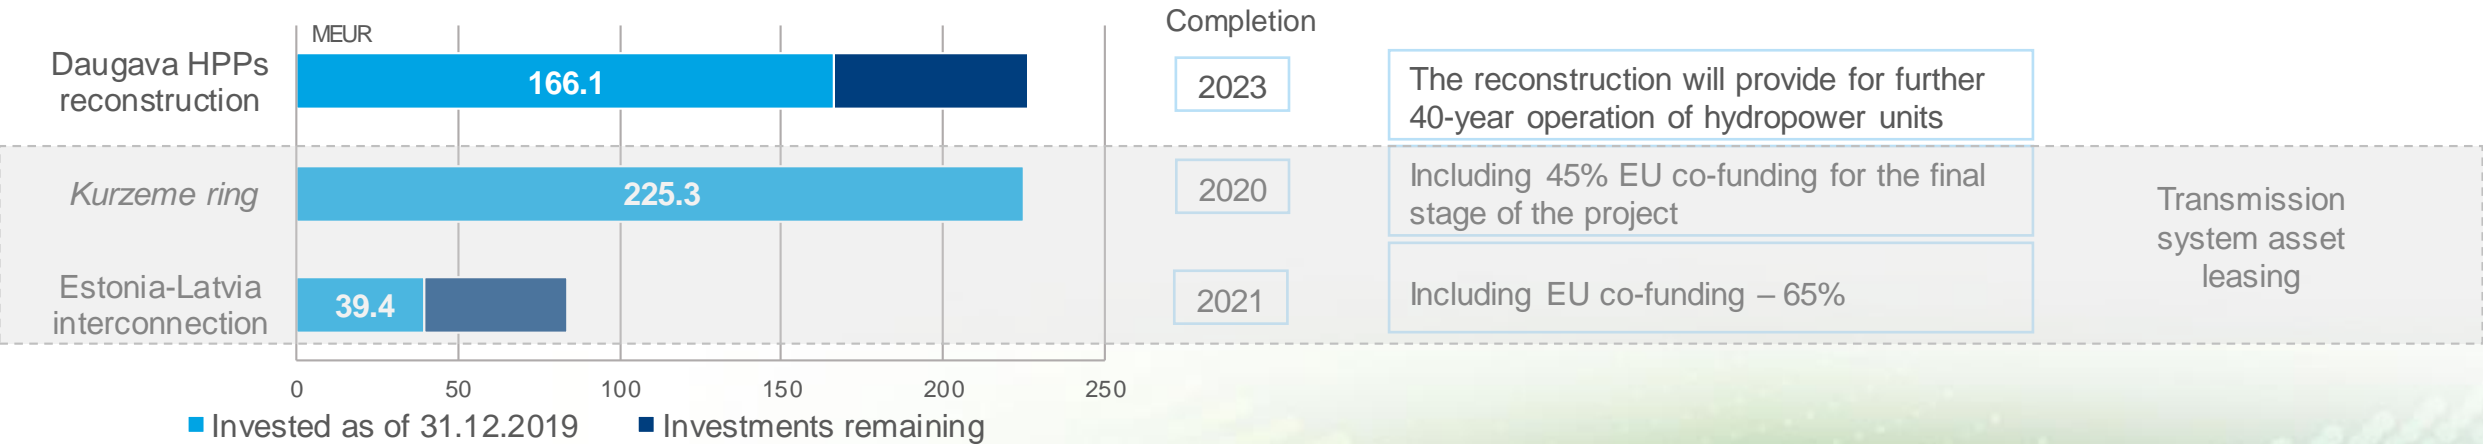 Completion
MEUR
Daugava HPPs
reconstruction
166.1
2023
The reconstruction will provide for further
40-year operation of hydropower units
Kurzeme ring
225.3
2020
Including 45% EU co-funding for the final
stage of the project
Transmission
system asset
leasing
Estonia-Latvia
interconnection
39.4
2021
Including EU co-funding – 65%
0 50 100 150 200 250
Invested as of 31.12.2019 Investments remaining